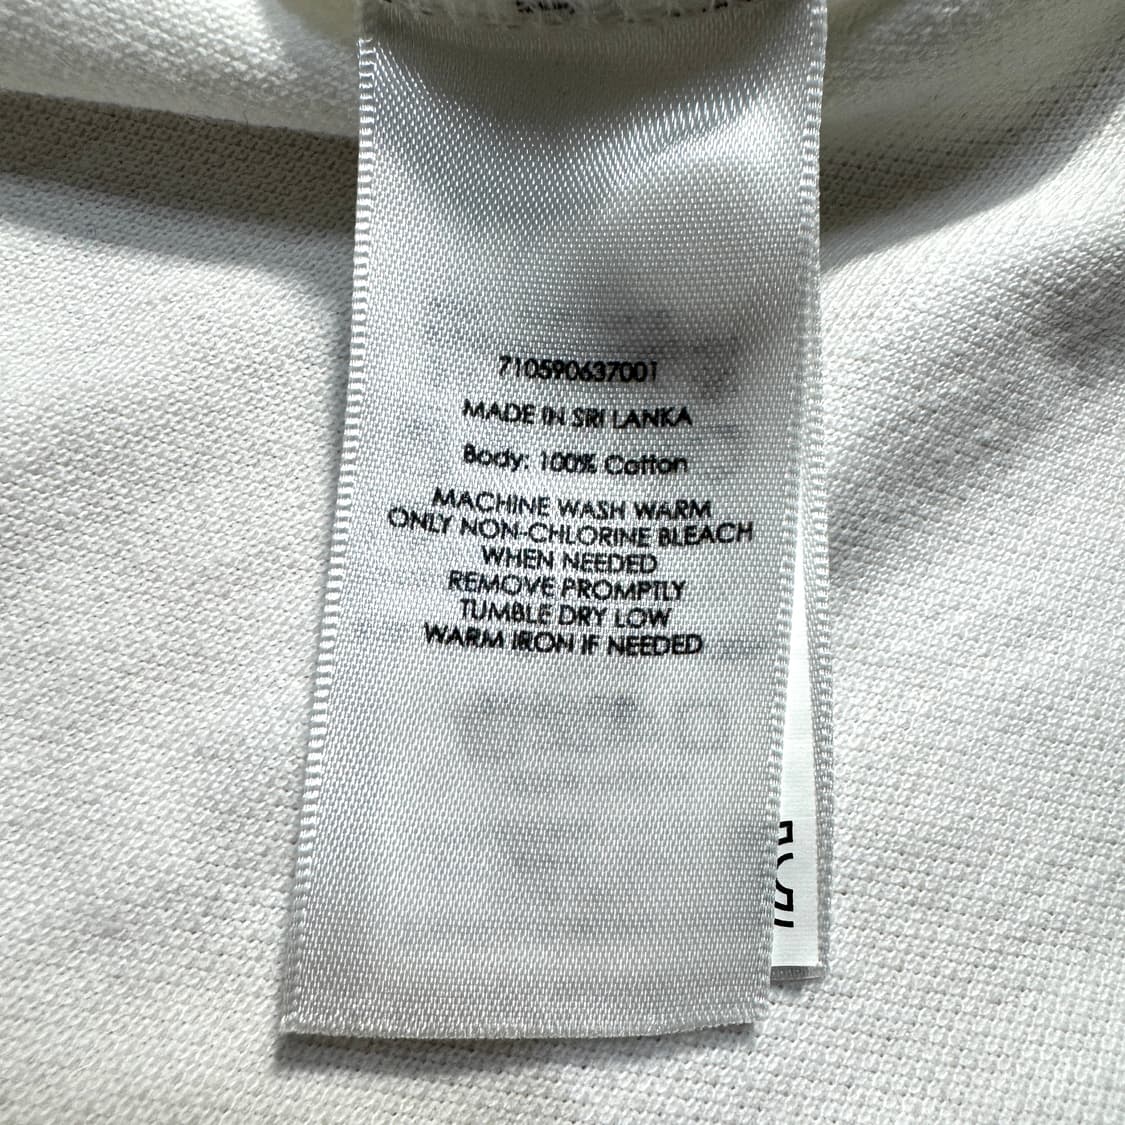 710590637001
MADE IN SRI LANKA
Body: 100% Cotton
MACHINE WASH WARM
ONLY NON-CHLORINE BLEACH
WHEN NEEDED
REMOVE PROMPTLY
TUMBLE DRY LOW
WARM IRON IF NEEDED